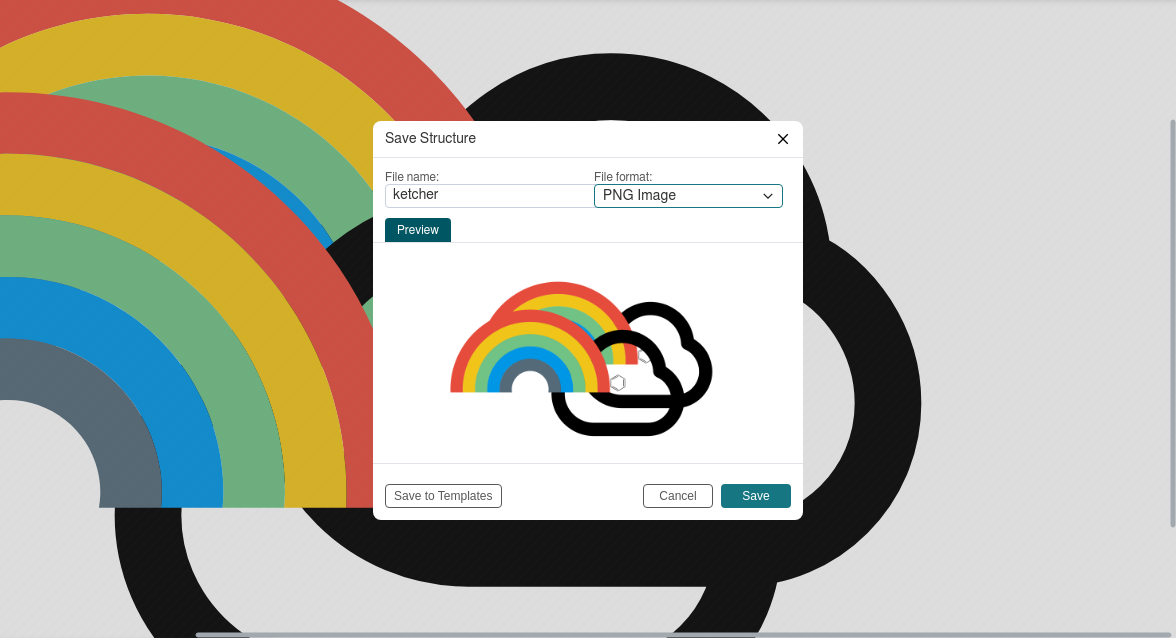 Save Structure
File name:
File format:
ketcher
PNG Image
Preview
Save to Templates
Cancel
Save